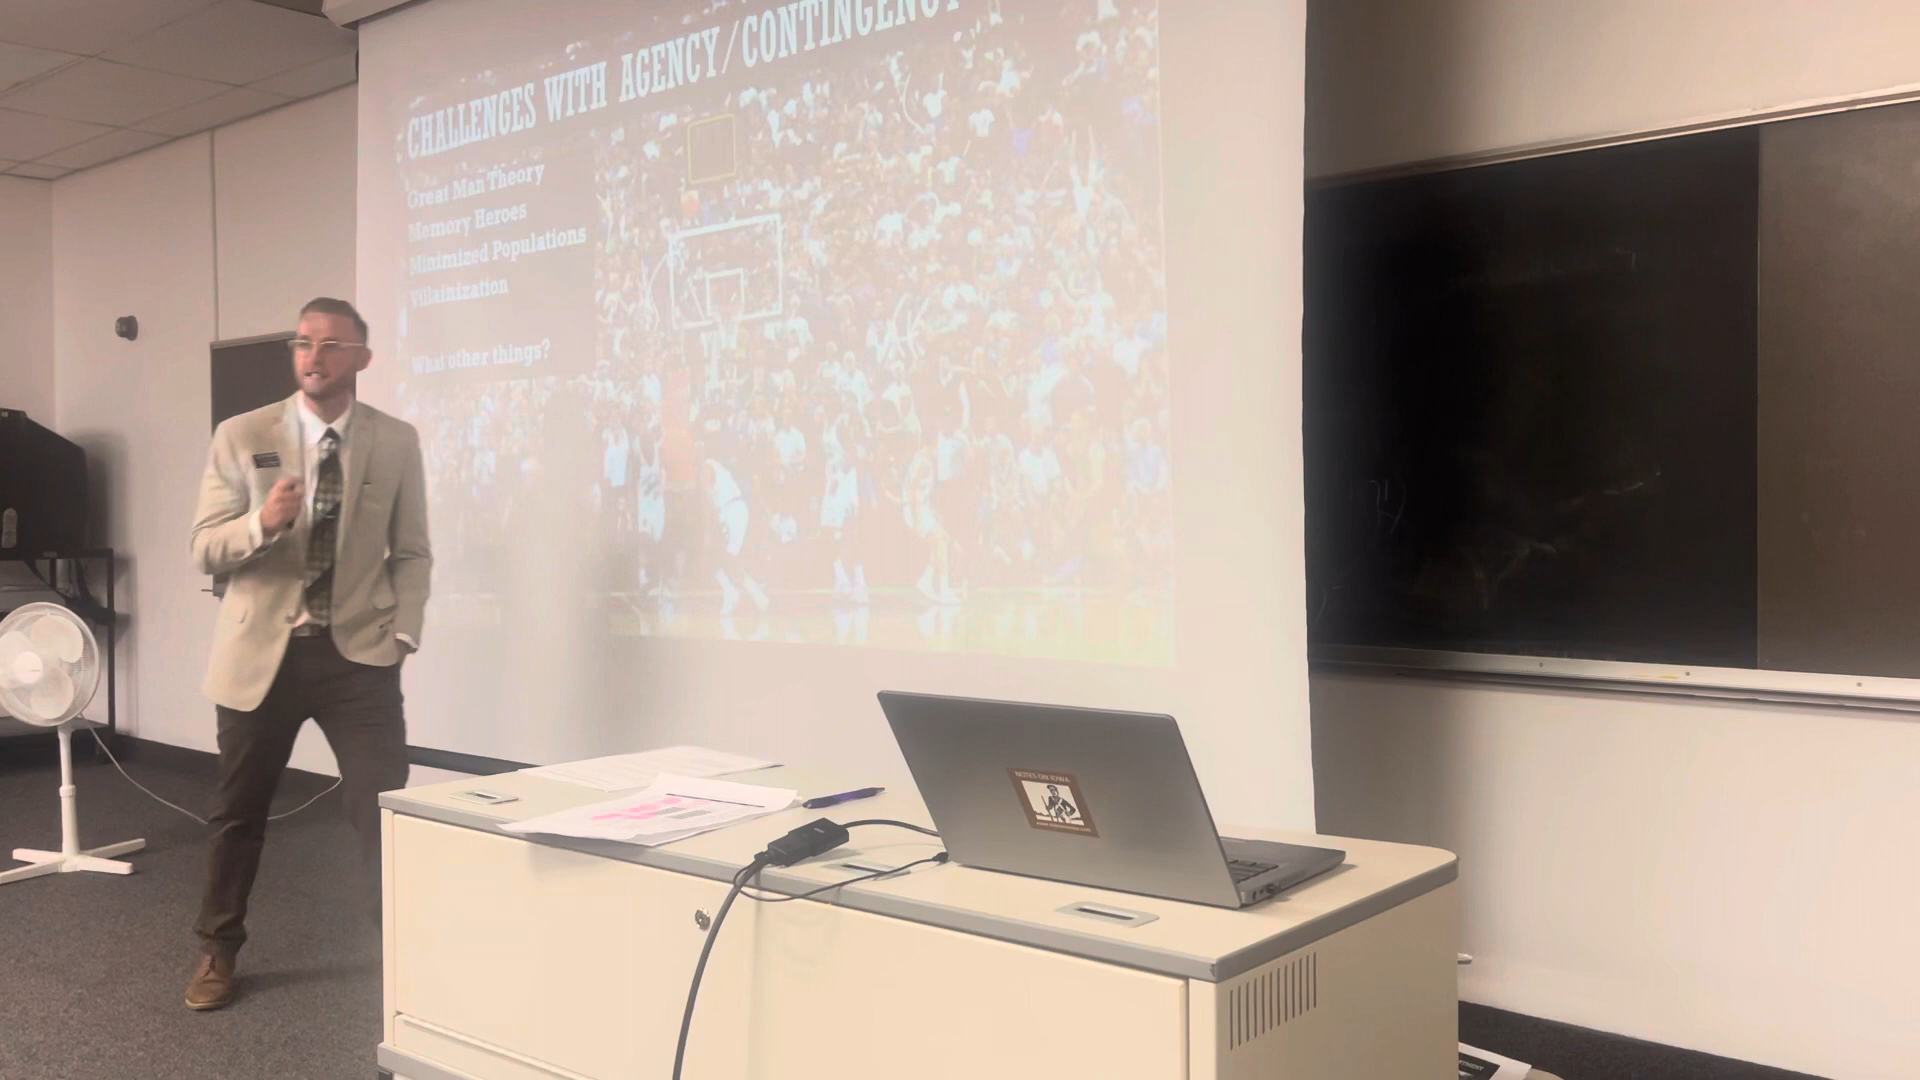 CHALLENGES WITH AGENCY/CONTINGENCY
Great Man Theory
Memory Heroes
Minimized Populations
Villainization
What other things?
NOTES ON IOWA